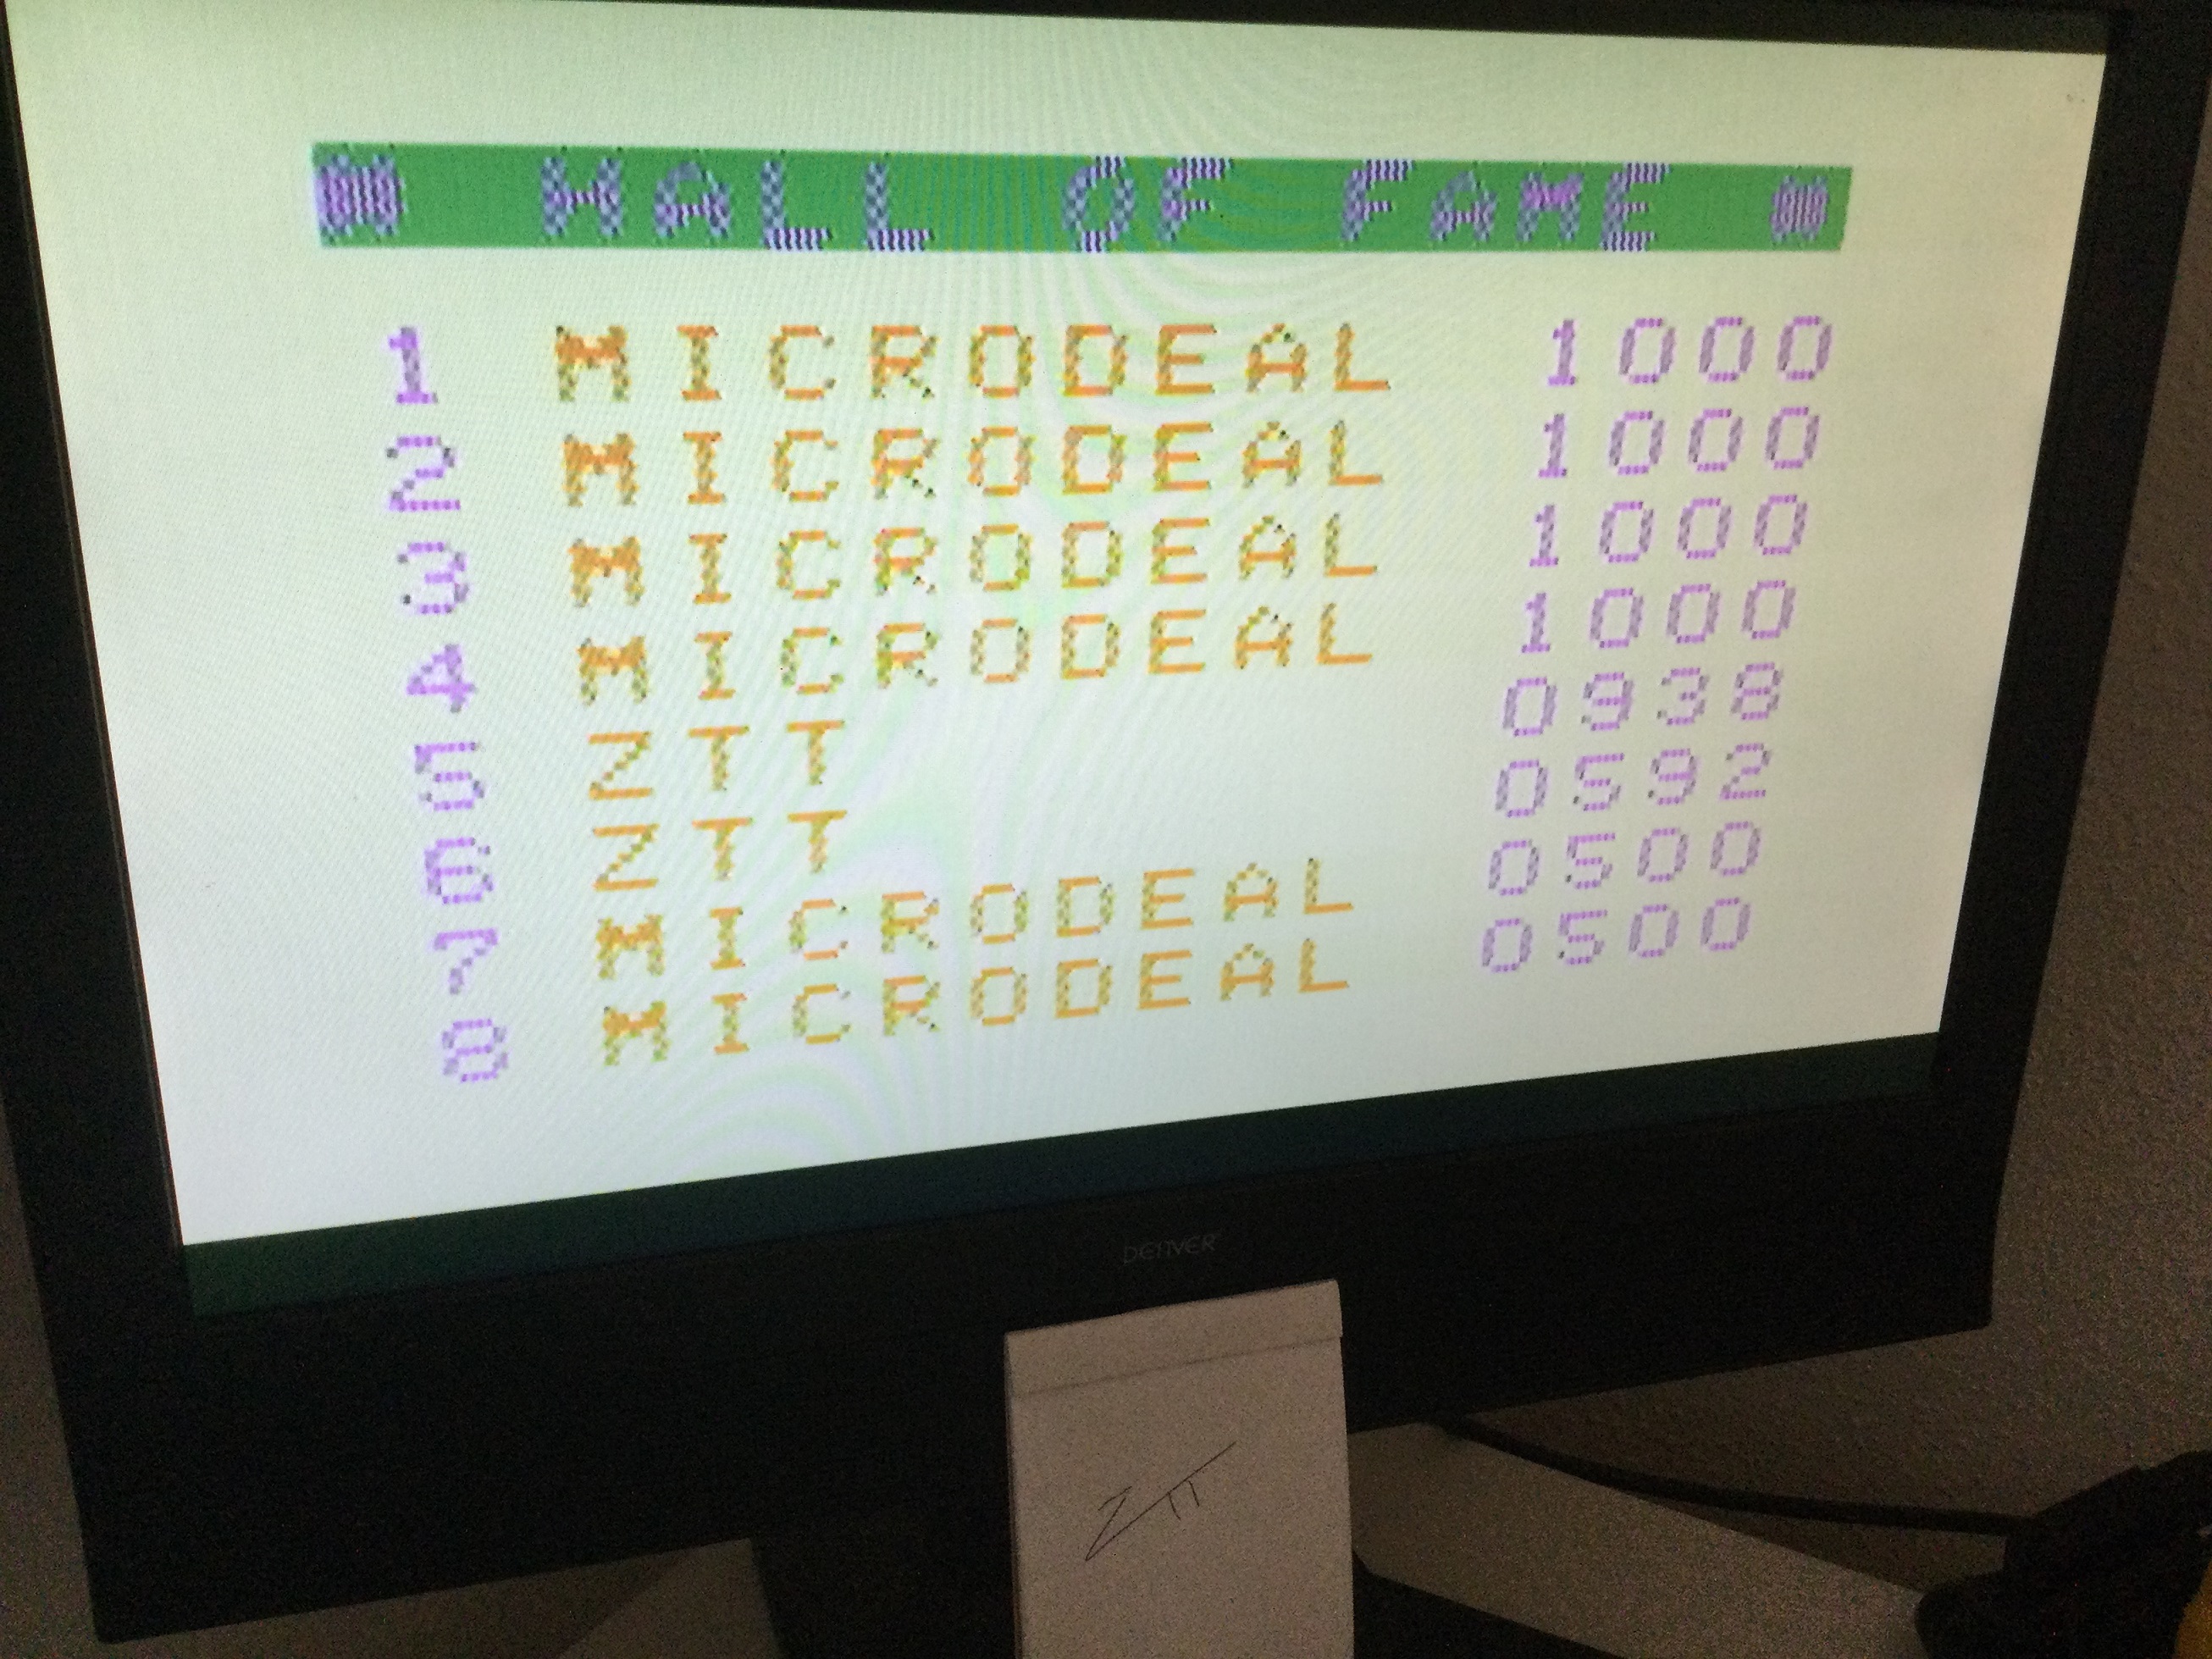 HALL OF FAME
1 MICRODEAL 1000
2 MICRODEAL 1000
3 MICRODEAL 1000
4 MICRODEAL 1000
5 ZTT 0938
6 ZTT 0592
7 MICRODEAL 0500
8 MICRODEAL 0500
DENVER
ZTT